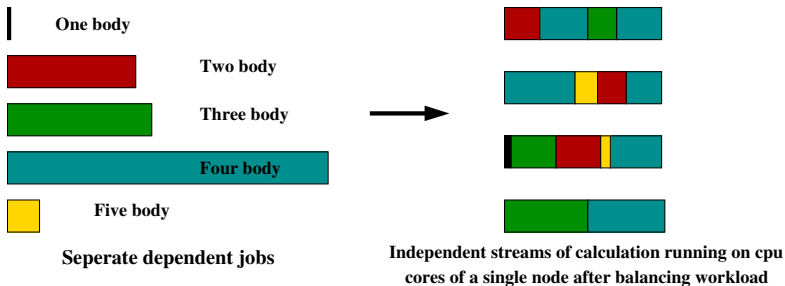 One body
Two body
Three body
Four body
Five body
Seperate dependent jobs
Independent streams of calculation running on cpu
cores of a single node after balancing workload